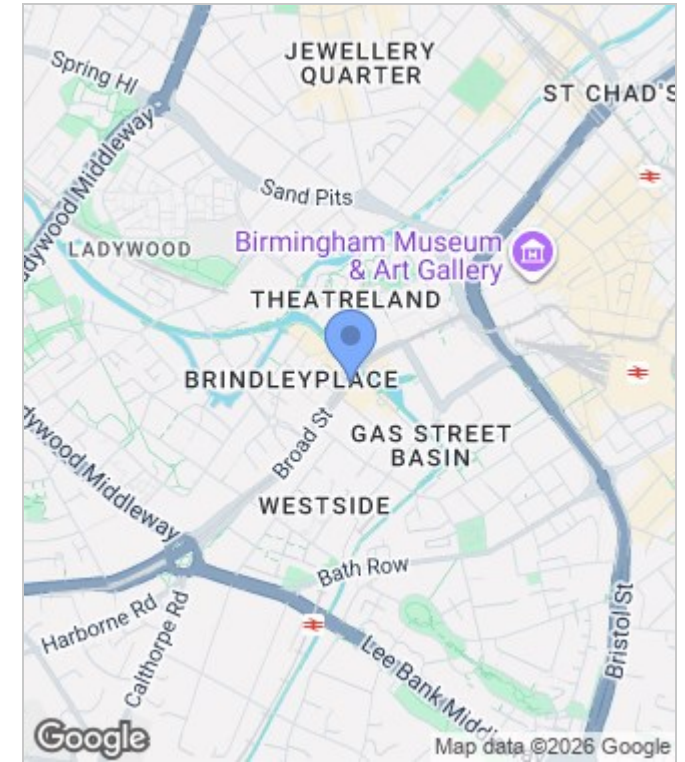 JEWELLERY
QUARTER
Spring Hl
ST CHAD'S
Ladywood Middleway
Sand Pits
LADYWOOD
Birmingham Museum
& Art Gallery
THEATRELAND
BRINDLEYPLACE
Broad St
GAS STREET
BASIN
Middleway
WESTSIDE
Bath Row
Harborne Rd
Calthorpe Rd
Lee Bank
Bristol St
Google
Map data ©2026 Google